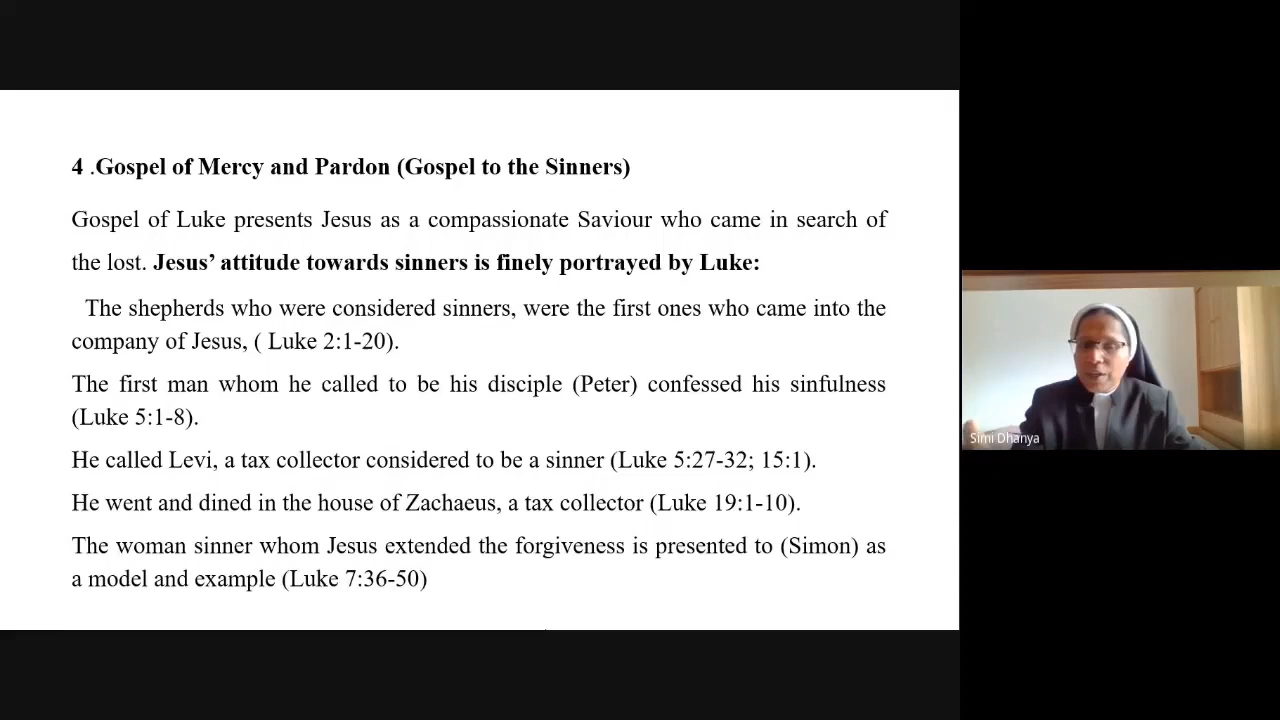 4 .Gospel of Mercy and Pardon (Gospel to the Sinners)
Gospel of Luke presents Jesus as a compassionate Saviour who came in search of
the lost. Jesus’ attitude towards sinners is finely portrayed by Luke:
The shepherds who were considered sinners, were the first ones who came into the
company of Jesus, ( Luke 2:1-20).
The first man whom he called to be his disciple (Peter) confessed his sinfulness
(Luke 5:1-8).
He called Levi, a tax collector considered to be a sinner (Luke 5:27-32; 15:1).
He went and dined in the house of Zachaeus, a tax collector (Luke 19:1-10).
The woman sinner whom Jesus extended the forgiveness is presented to (Simon) as
a model and example (Luke 7:36-50)
Simi Dhanya